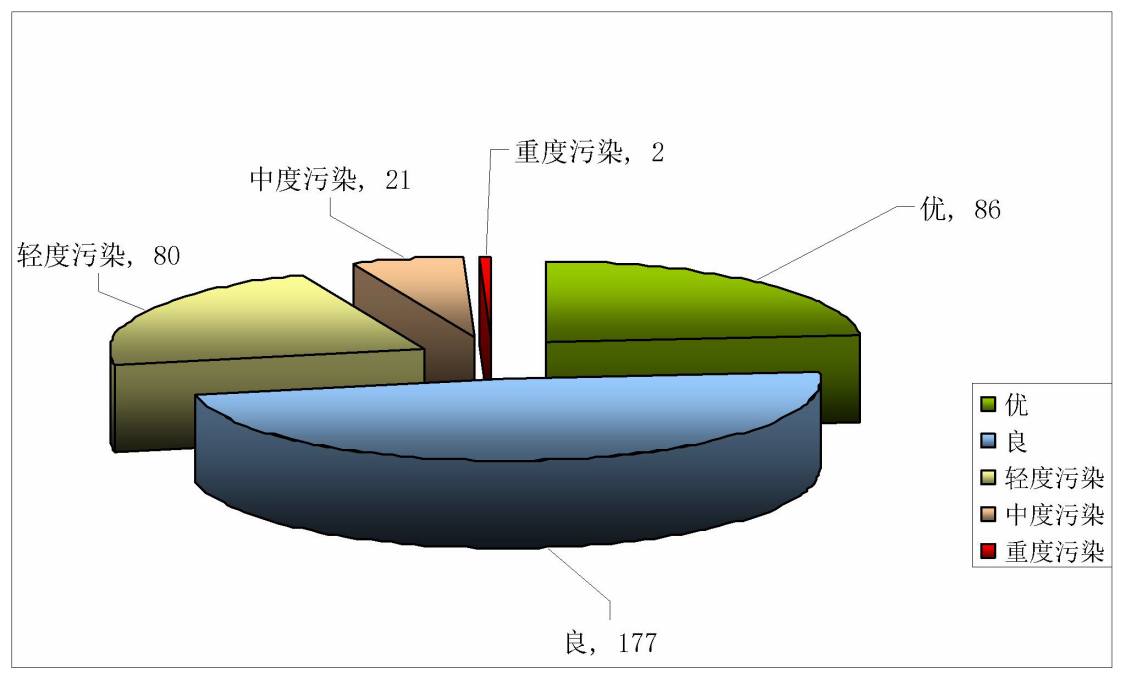 重度污染, 2
中度污染, 21
优, 86
轻度污染, 80
良, 177
优
良
轻度污染
中度污染
重度污染